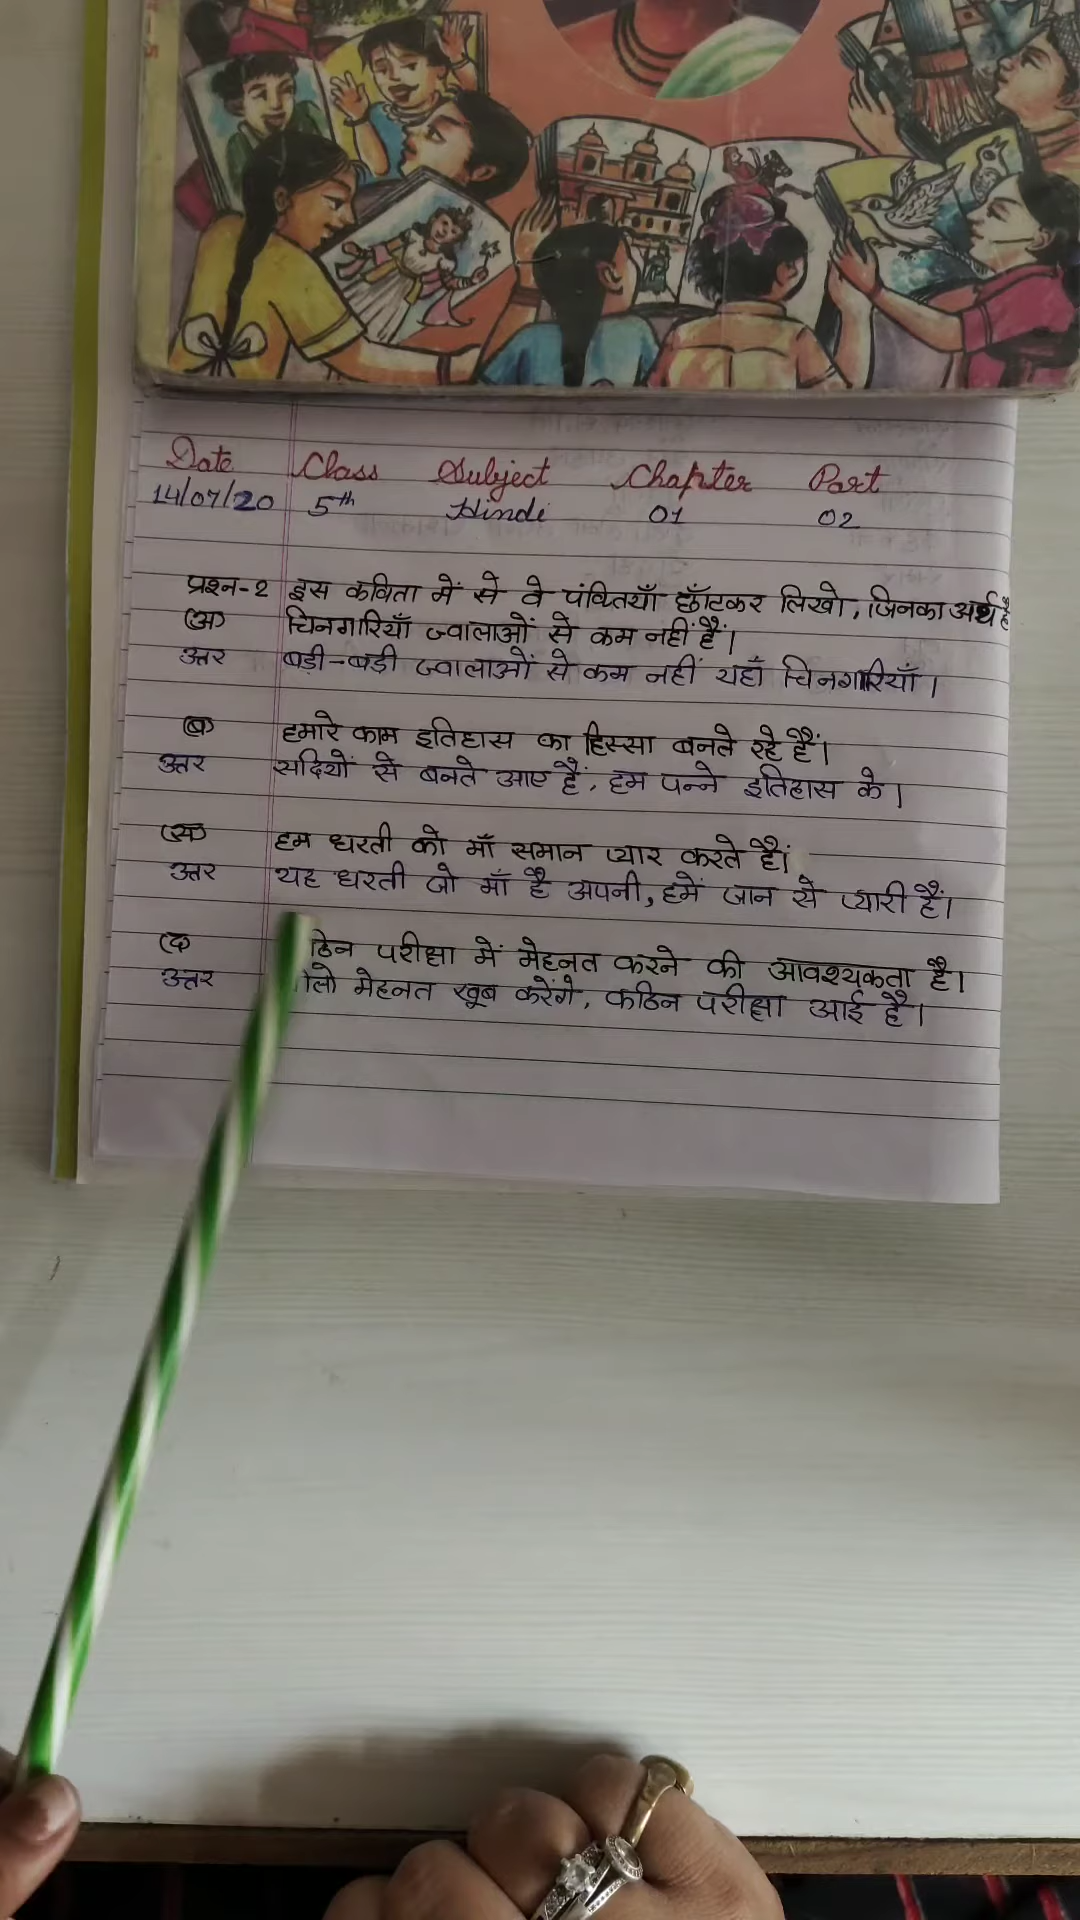 Date Class Subject Chapter Part
14/07/20 5th Hindi 01 02
प्रश्न-2 इस कविता में से वे पंक्तियाँ छाँटकर लिखो, जिनका अर्थ है
(अ) चिनगारियाँ ज्वालाओं से कम नहीं हैं।
उत्तर बड़ी-बड़ी ज्वालाओं से कम नहीं यहाँ चिनगारियाँ।
(ब) हमारे काम इतिहास का हिस्सा बनते रहे हैं।
उत्तर सदियों से बनते आए हैं, हम पन्ने इतिहास के।
(स) हम धरती को माँ समान प्यार करते हैं।
उत्तर यह धरती जो माँ है अपनी, हमें जान से प्यारी हैं।
(द) परीक्षा में मेहनत करने की आवश्यकता है।
उत्तर मेहनत खूब करेंगे, कठिन परीक्षा आई है।